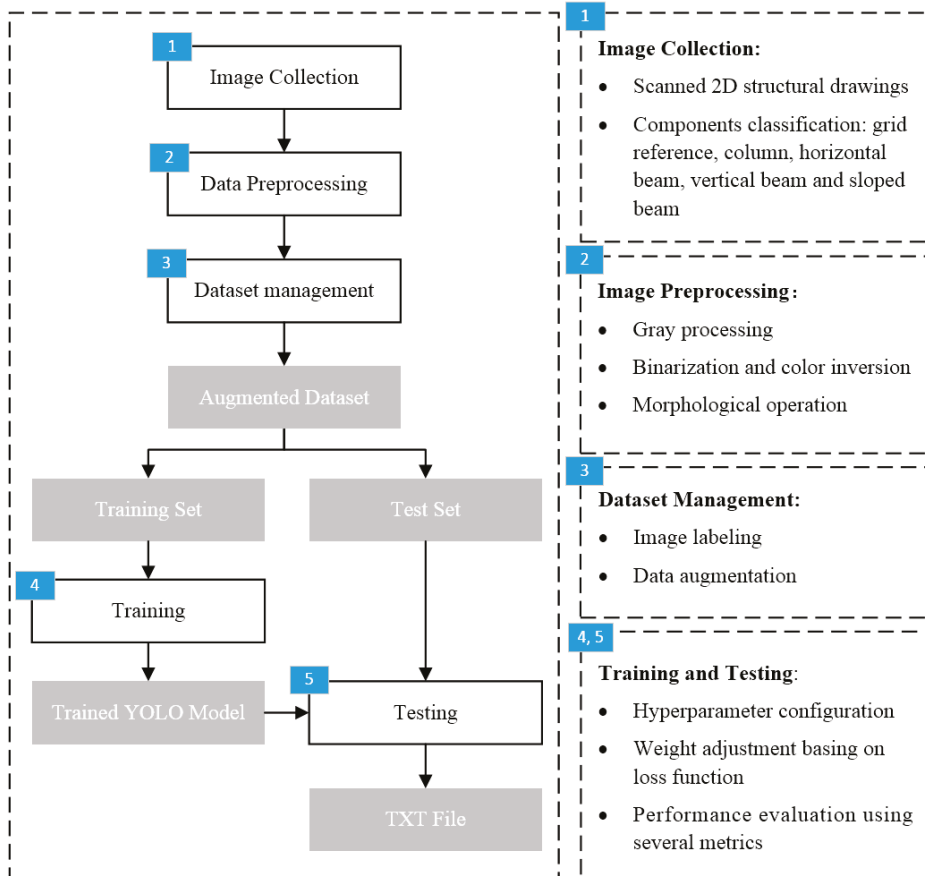 1
Image Collection
2
Data Preprocessing
3
Dataset management
Augmented Dataset
Training Set
Test Set
4
Training
Trained YOLO Model
5
Testing
TXT File
1
Image Collection:
• Scanned 2D structural drawings
• Components classification: grid
reference, column, horizontal
beam, vertical beam and sloped
beam
2
Image Preprocessing:
• Gray processing
• Binarization and color inversion
• Morphological operation
3
Dataset Management:
• Image labeling
• Data augmentation
4, 5
Training and Testing:
• Hyperparameter configuration
• Weight adjustment basing on
loss function
• Performance evaluation using
several metrics